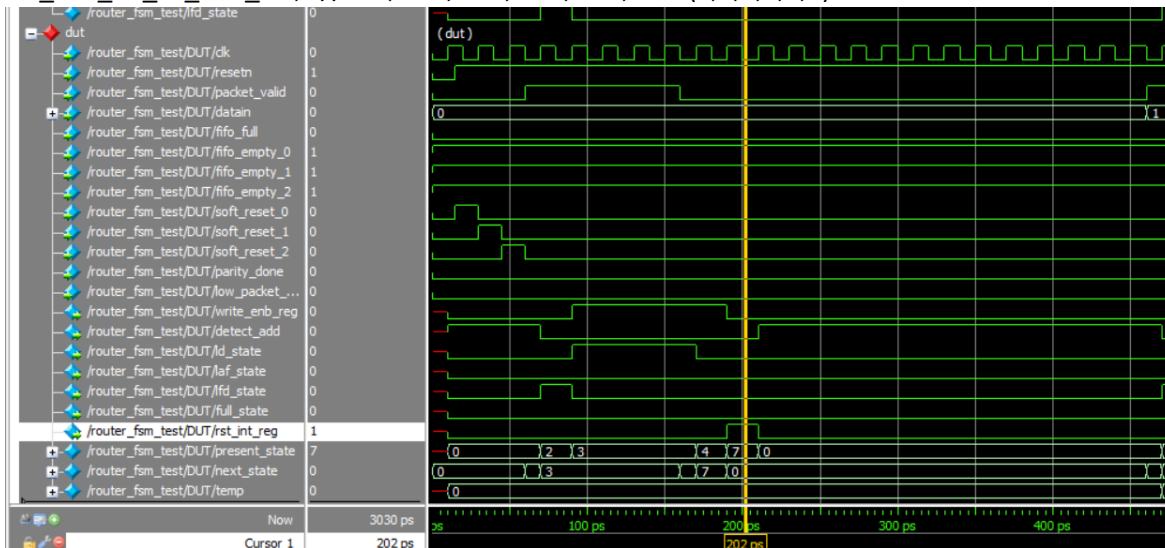 /router_fsm_test/lfd_state 0
dut (dut)
/router_fsm_test/DUT/clk 0
/router_fsm_test/DUT/resetn 1
/router_fsm_test/DUT/packet_valid 0
/router_fsm_test/DUT/datain 0 0 1
/router_fsm_test/DUT/fifo_full 0
/router_fsm_test/DUT/fifo_empty_0 1
/router_fsm_test/DUT/fifo_empty_1 1
/router_fsm_test/DUT/fifo_empty_2 1
/router_fsm_test/DUT/soft_reset_0 0
/router_fsm_test/DUT/soft_reset_1 0
/router_fsm_test/DUT/soft_reset_2 0
/router_fsm_test/DUT/parity_done 0
/router_fsm_test/DUT/low_packet_... 0
/router_fsm_test/DUT/write_enb_reg 0
/router_fsm_test/DUT/detect_add 0
/router_fsm_test/DUT/ld_state 0
/router_fsm_test/DUT/laf_state 0
/router_fsm_test/DUT/lfd_state 0
/router_fsm_test/DUT/full_state 0
/router_fsm_test/DUT/rst_int_reg 1
/router_fsm_test/DUT/present_state 7 0 2 3 4 7 0
/router_fsm_test/DUT/next_state 0 0 3 7 0
/router_fsm_test/DUT/temp 0 0
Now 3030 ps ps 100 ps 200 ps 300 ps 400 ps
Cursor 1 202 ps 202 ps